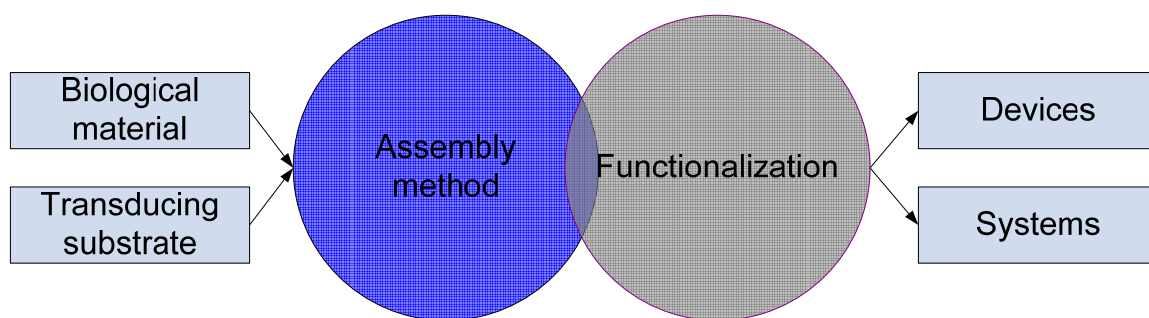 Biological
material
Transducing
substrate
Assembly
method
Functionalization
Devices
Systems